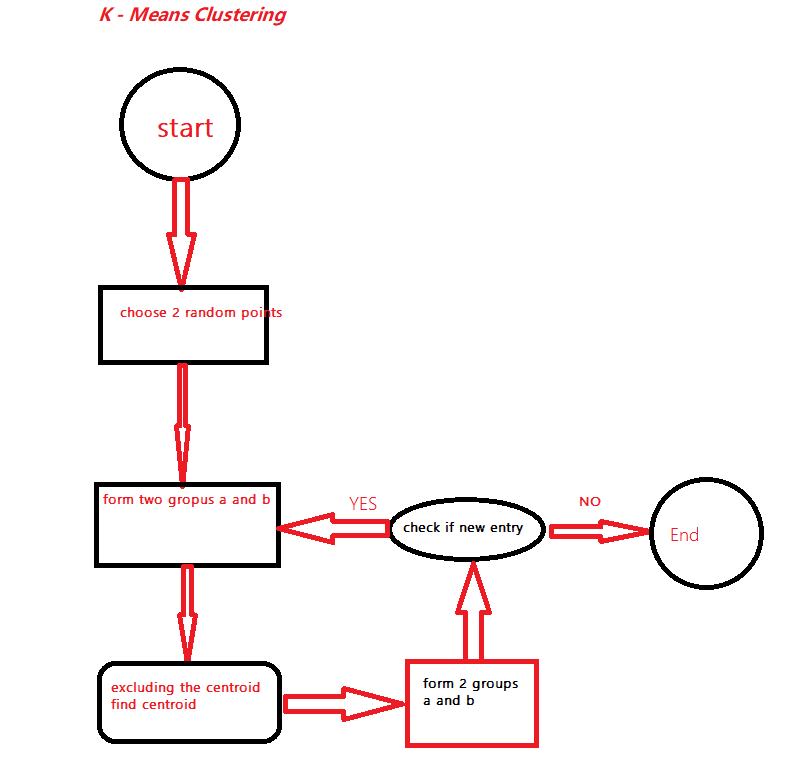 K - Means Clustering
start
choose 2 random points
form two gropus a and b
YES
check if new entry
NO
End
excluding the centroid
find centroid
form 2 groups
a and b